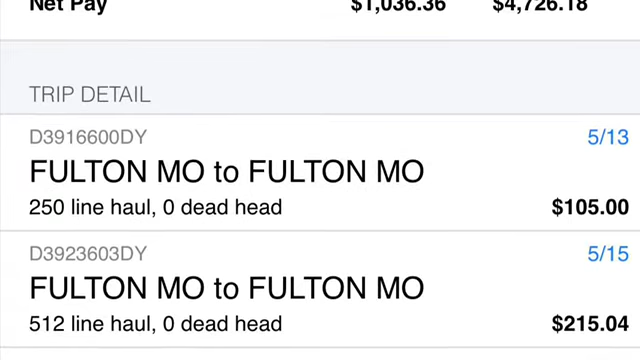 Net Pay $1,036.36 $4,726.18
TRIP DETAIL
D3916600DY 5/13
FULTON MO to FULTON MO
250 line haul, 0 dead head $105.00
D3923603DY 5/15
FULTON MO to FULTON MO
512 line haul, 0 dead head $215.04